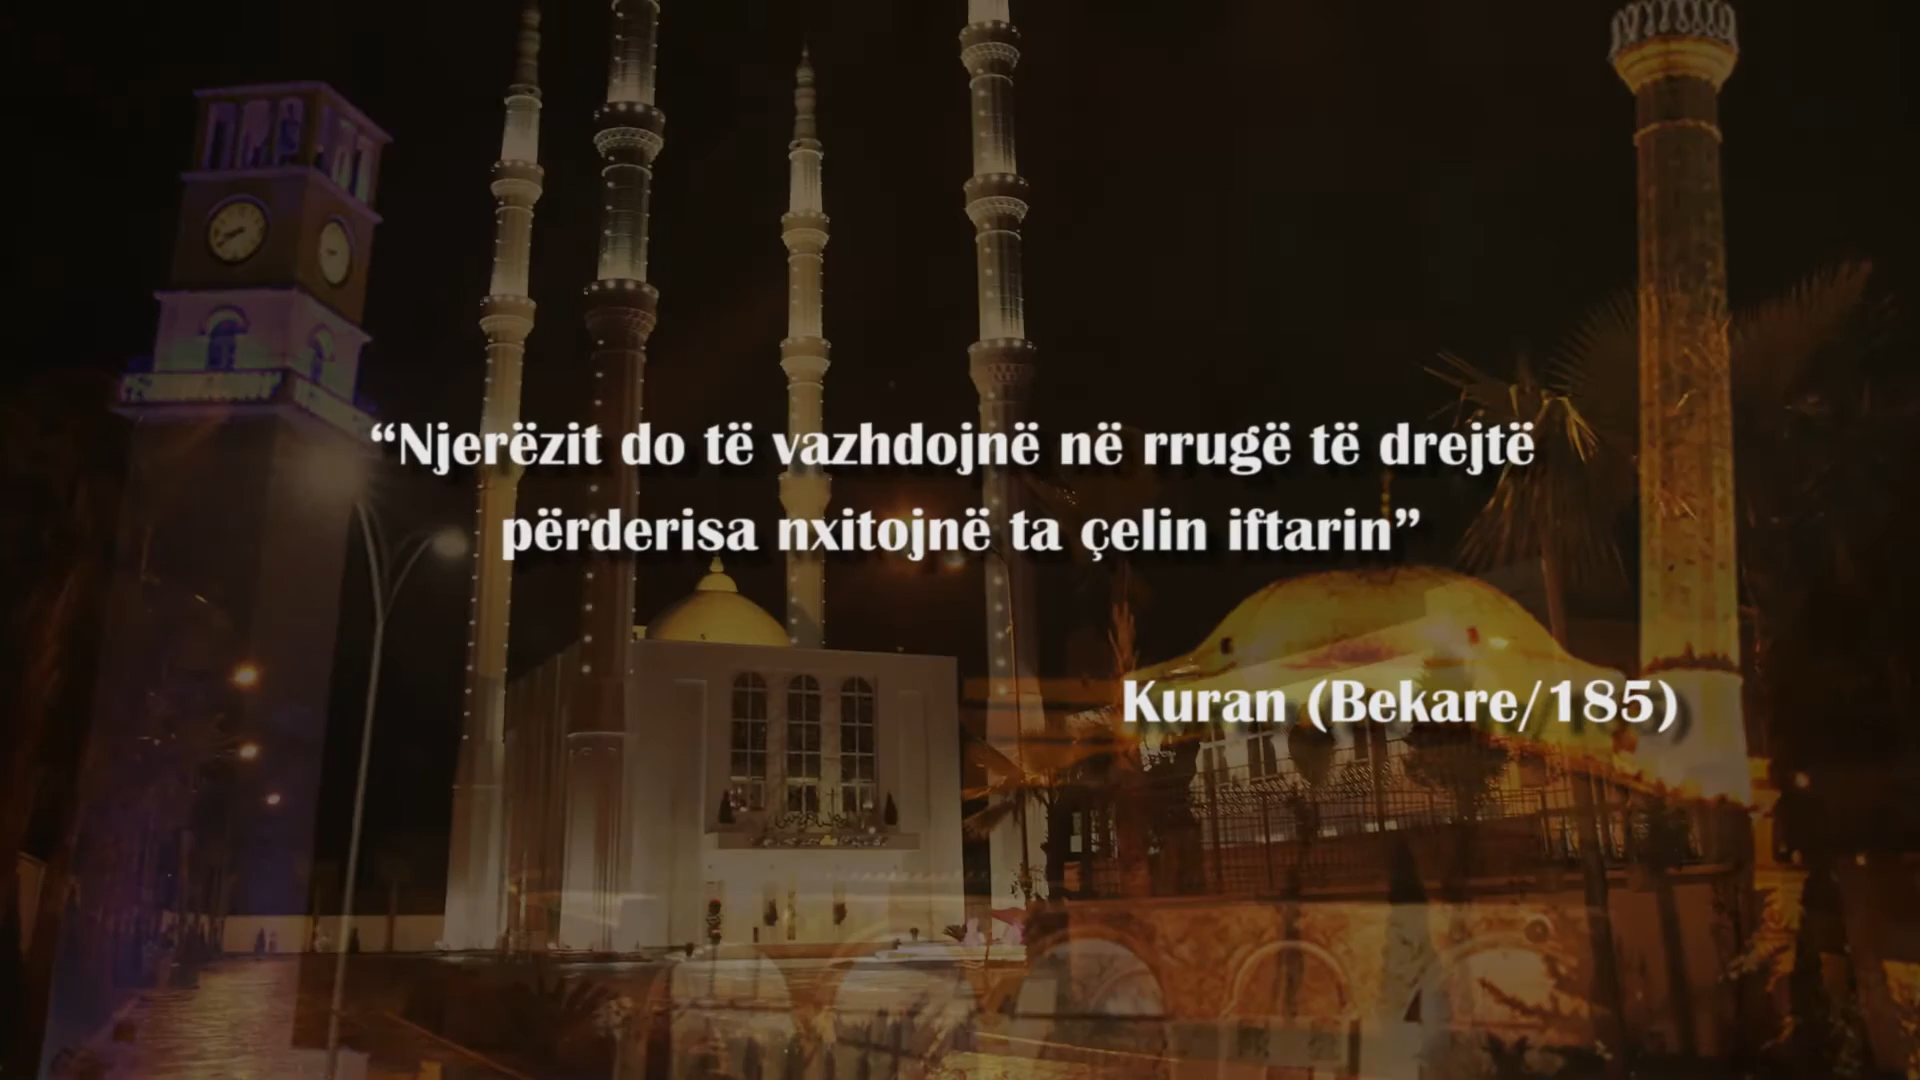 “Njerëzit do të vazhdojnë në rrugë të drejtë
përderisa nxitojnë ta çelin iftarin”
Kuran (Bekare/185)